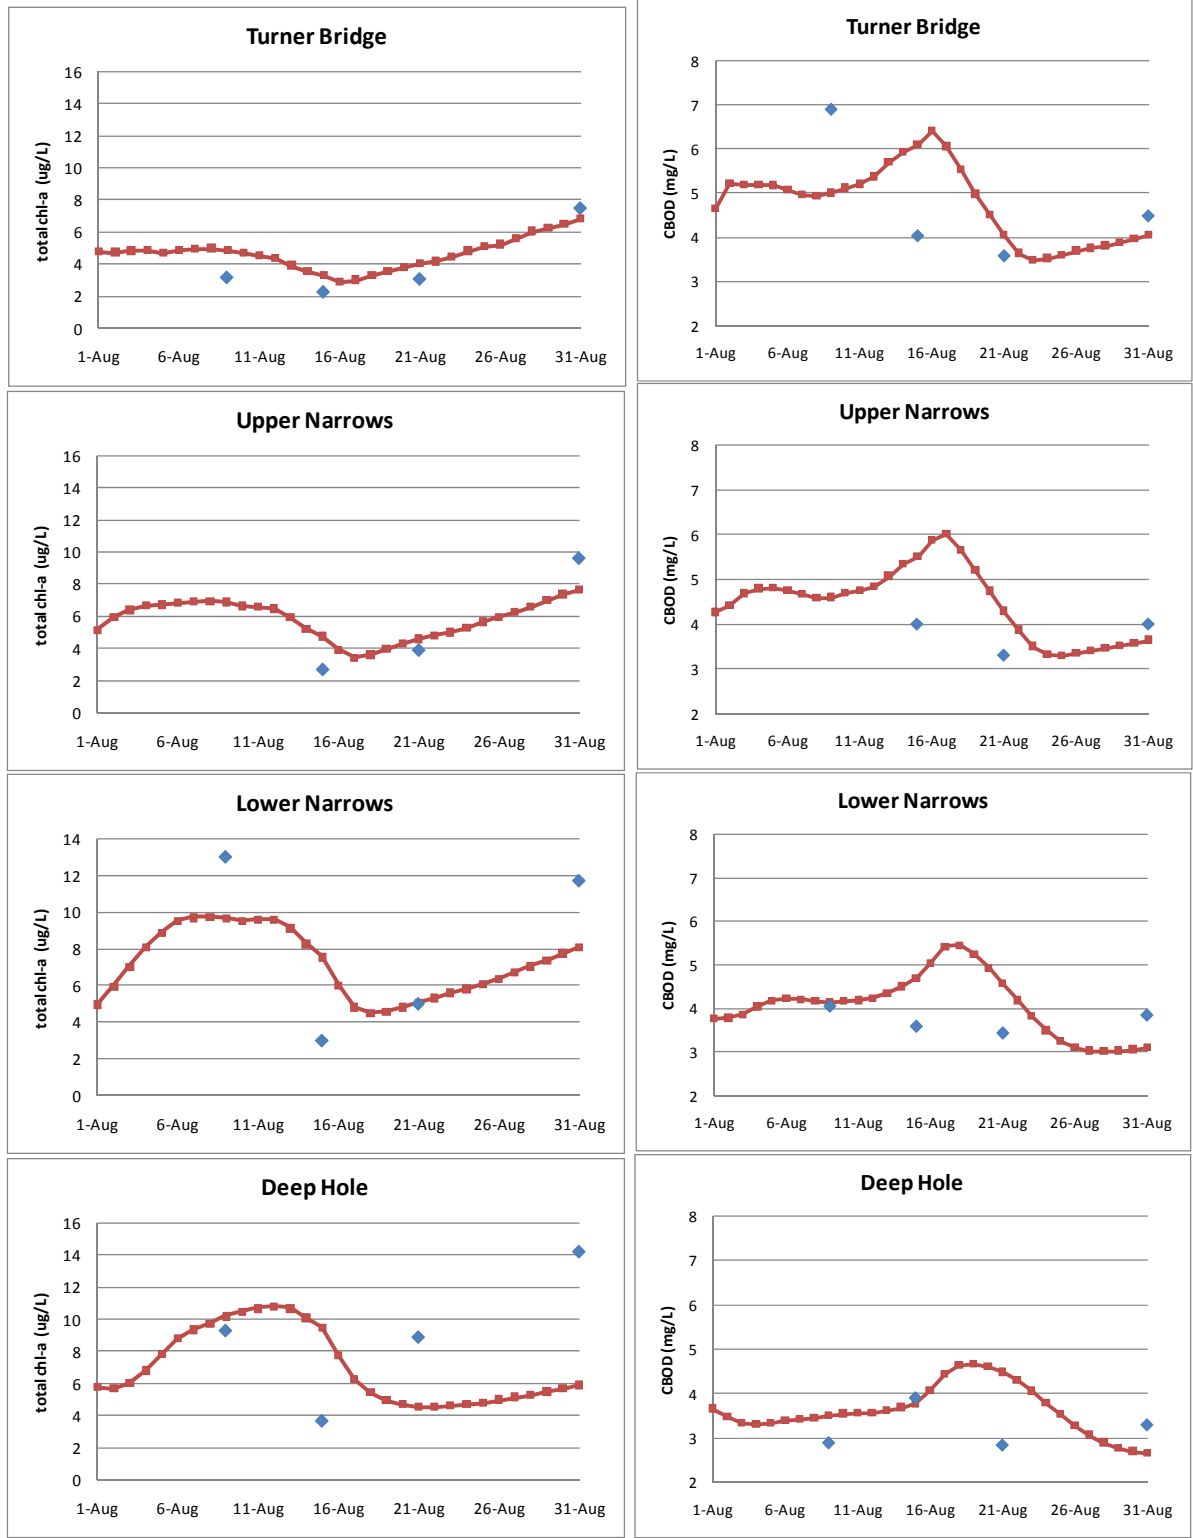 Turner Bridge
total chl-a (ug/L)
16
14
12
10
8
6
4
2
0
1-Aug 6-Aug 11-Aug 16-Aug 21-Aug 26-Aug 31-Aug
Turner Bridge
CBOD (mg/L)
8
7
6
5
4
3
2
1-Aug 6-Aug 11-Aug 16-Aug 21-Aug 26-Aug 31-Aug
Upper Narrows
total chl-a (ug/L)
16
14
12
10
8
6
4
2
0
1-Aug 6-Aug 11-Aug 16-Aug 21-Aug 26-Aug 31-Aug
Upper Narrows
CBOD (mg/L)
8
7
6
5
4
3
2
1-Aug 6-Aug 11-Aug 16-Aug 21-Aug 26-Aug 31-Aug
Lower Narrows
total chl-a (ug/L)
14
12
10
8
6
4
2
0
1-Aug 6-Aug 11-Aug 16-Aug 21-Aug 26-Aug 31-Aug
Lower Narrows
CBOD (mg/L)
8
7
6
5
4
3
2
1-Aug 6-Aug 11-Aug 16-Aug 21-Aug 26-Aug 31-Aug
Deep Hole
total chl-a (ug/L)
16
14
12
10
8
6
4
2
0
1-Aug 6-Aug 11-Aug 16-Aug 21-Aug 26-Aug 31-Aug
Deep Hole
CBOD (mg/L)
8
7
6
5
4
3
2
1-Aug 6-Aug 11-Aug 16-Aug 21-Aug 26-Aug 31-Aug